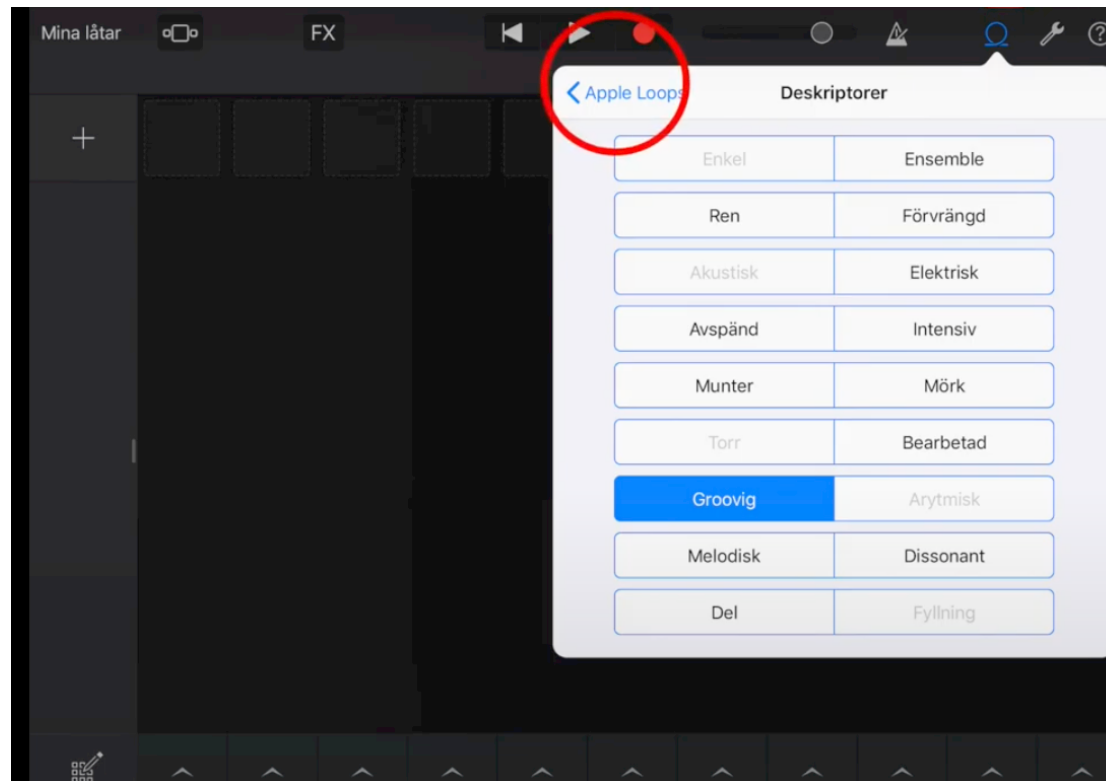 Mina låtar FX
Apple Loops Deskriptorer
Enkel Ensemble
Ren Förvrängd
Akustisk Elektrisk
Avspänd Intensiv
Munter Mörk
Torr Bearbetad
Groovig Arytmisk
Melodisk Dissonant
Del Fyllning